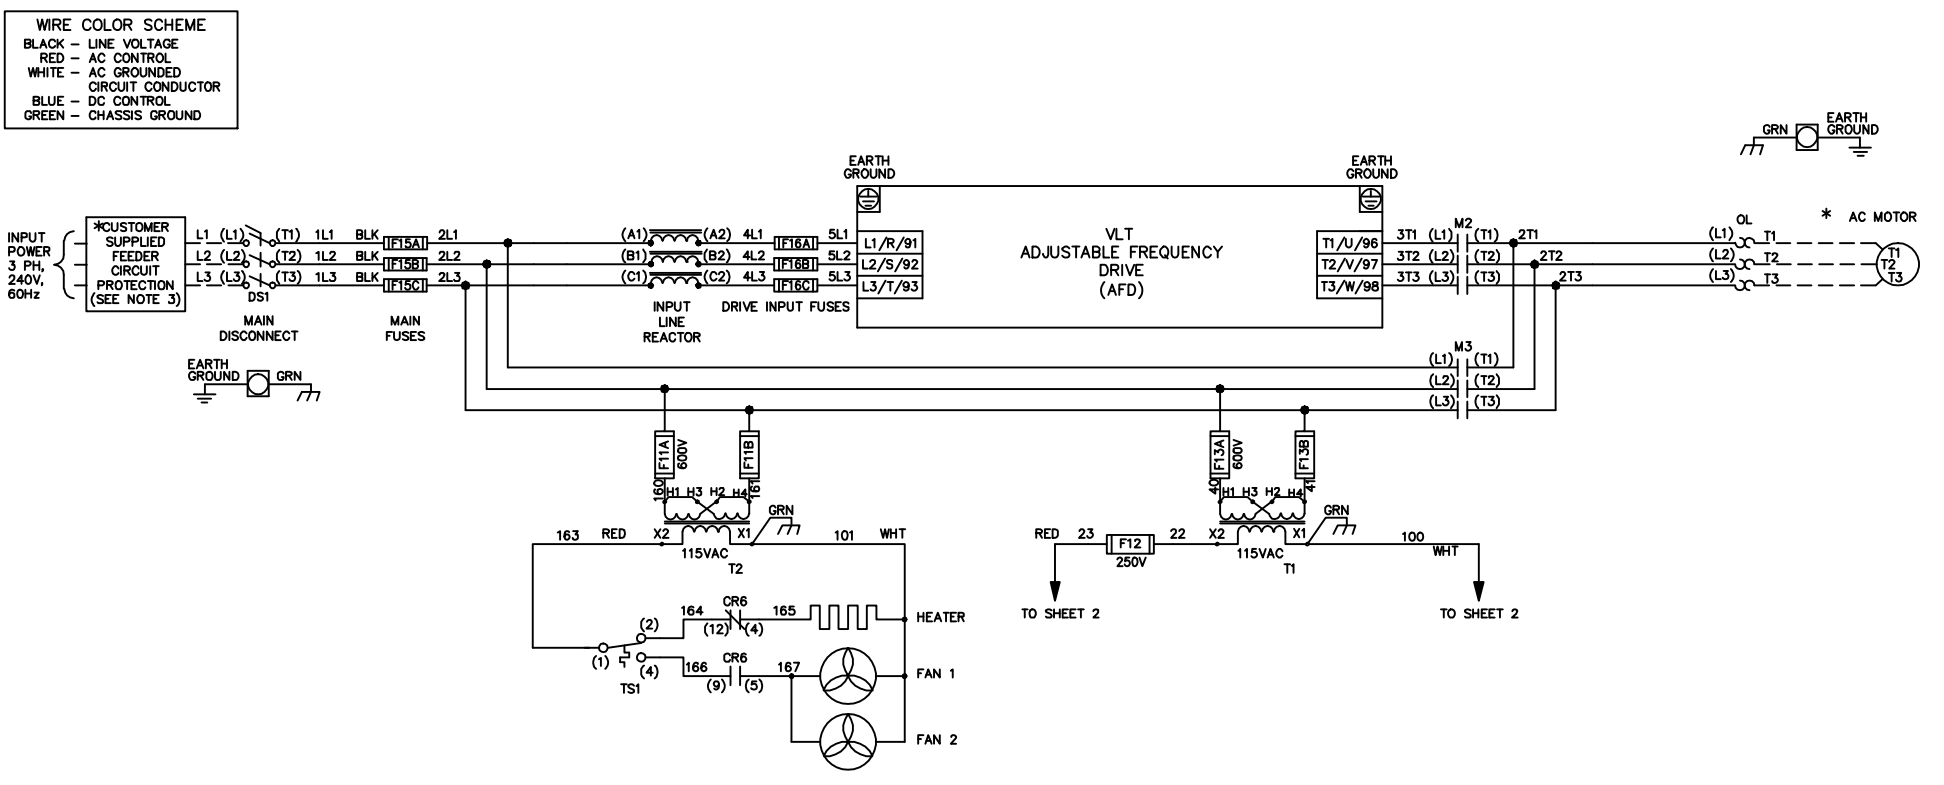 WIRE COLOR SCHEME
BLACK – LINE VOLTAGE
RED – AC CONTROL
WHITE – AC GROUNDED
CIRCUIT CONDUCTOR
BLUE – DC CONTROL
GREEN – CHASSIS GROUND
GRN
EARTH
GROUND
EARTH
GROUND
EARTH
GROUND
INPUT
POWER
3 PH,
240V,
60Hz
*CUSTOMER
SUPPLIED
FEEDER
CIRCUIT
PROTECTION
(SEE NOTE 3)
L1 (L1) (T1) 1L1 BLK F15A 2L1
L2 (L2) (T2) 1L2 BLK F15B 2L2
L3 (L3) (T3) 1L3 BLK F15C 2L3
DS1
MAIN
DISCONNECT
MAIN
FUSES
(A1) (A2) 4L1 F16A 5L1
(B1) (B2) 4L2 F16B 5L2
(C1) (C2) 4L3 F16C 5L3
INPUT
LINE
REACTOR
DRIVE INPUT FUSES
L1/R/91
L2/S/92
L3/T/93
VLT
ADJUSTABLE FREQUENCY
DRIVE
(AFD)
T1/U/96
T2/V/97
T3/W/98
M2
3T1 (L1) (T1) 2T1
3T2 (L2) (T2) 2T2
3T3 (L3) (T3) 2T3
OL
(L1) T1
(L2) T2
(L3) T3
* AC MOTOR
T1
T2
T3
EARTH
GROUND
GRN
M3
(L1) (T1)
(L2) (T2)
(L3) (T3)
F11A
600V
F11B
160
161
H1 H3 H2 H4
GRN
163 RED X2 X1 101 WHT
115VAC
T2
F13A
600V
F13B
40
41
H1 H3 H2 H4
GRN
RED 23 F12 22 X2 X1 100
WHT
250V
115VAC
T1
TO SHEET 2
TO SHEET 2
CR6
164 165
(12) (4)
HEATER
(2)
(1)
(4)
TS1
CR6
166 167
(9) (5)
FAN 1
FAN 2